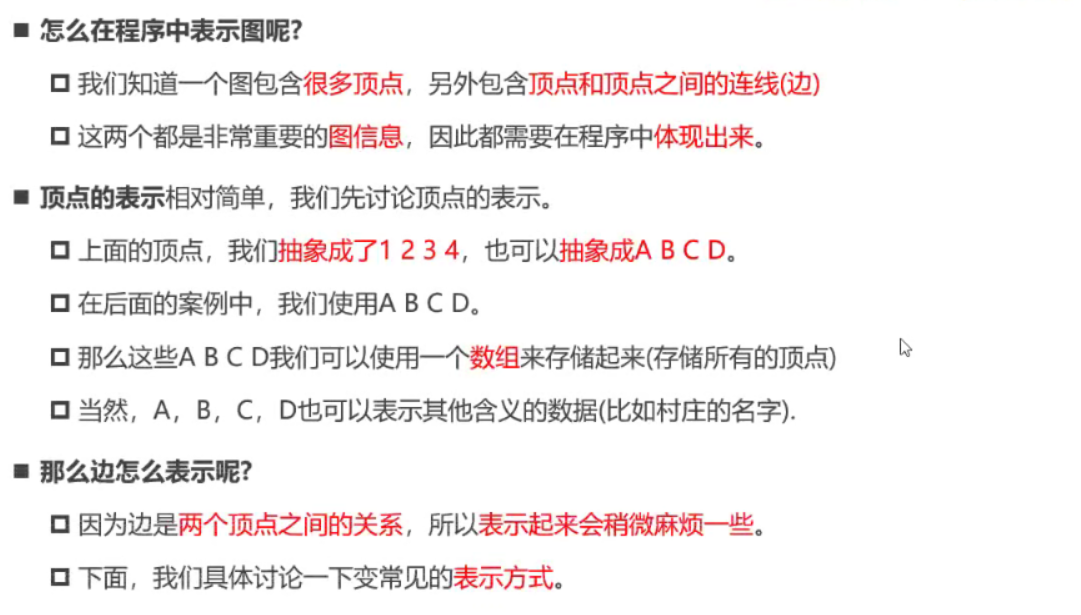 怎么在程序中表示图呢?
我们知道一个图包含很多顶点，另外包含顶点和顶点之间的连线(边)
这两个都是非常重要的图信息，因此都需要在程序中体现出来。
顶点的表示相对简单，我们先讨论顶点的表示。
上面的顶点，我们抽象成了1 2 3 4，也可以抽象成A B C D。
在后面的案例中，我们使用A B C D。
那么这些A B C D我们可以使用一个数组来存储起来(存储所有的顶点)
当然，A，B，C，D也可以表示其他含义的数据(比如村庄的名字).
那么边怎么表示呢?
因为边是两个顶点之间的关系，所以表示起来会稍微麻烦一些。
下面，我们具体讨论一下变常见的表示方式。